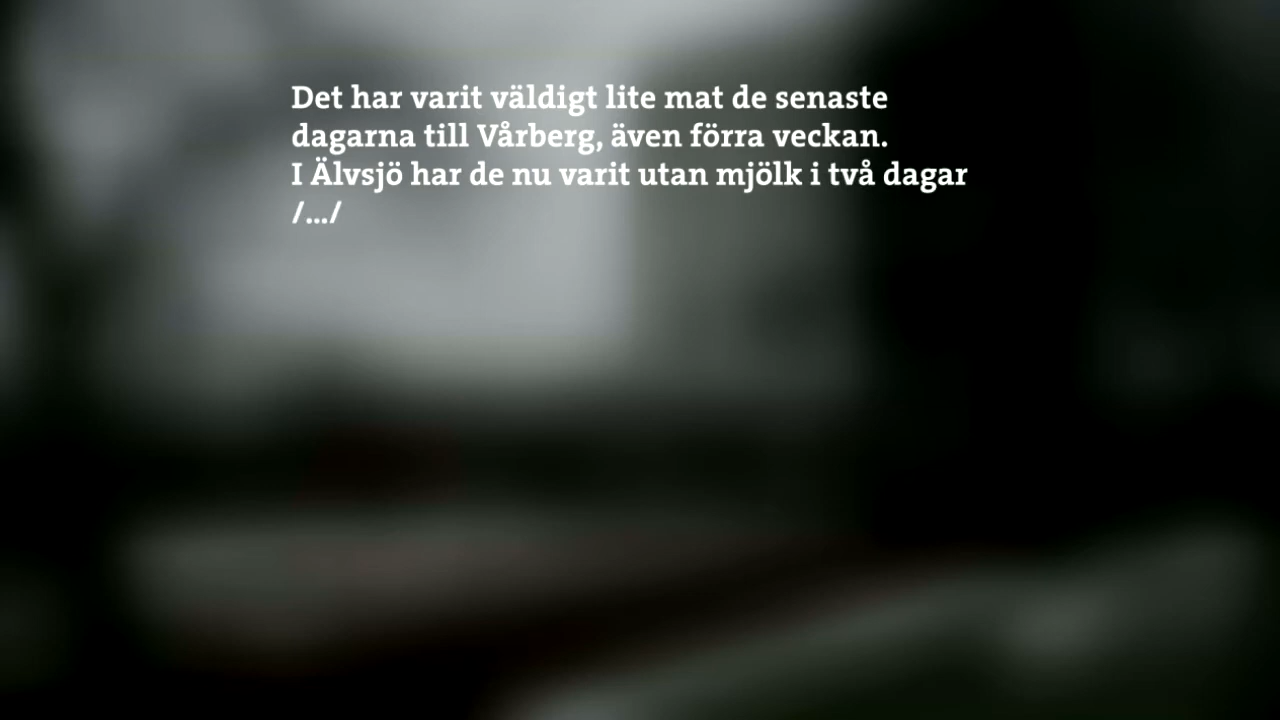 Det har varit väldigt lite mat de senaste
dagarna till Vårberg, även förra veckan.
I Älvsjö har de nu varit utan mjölk i två dagar
/.../